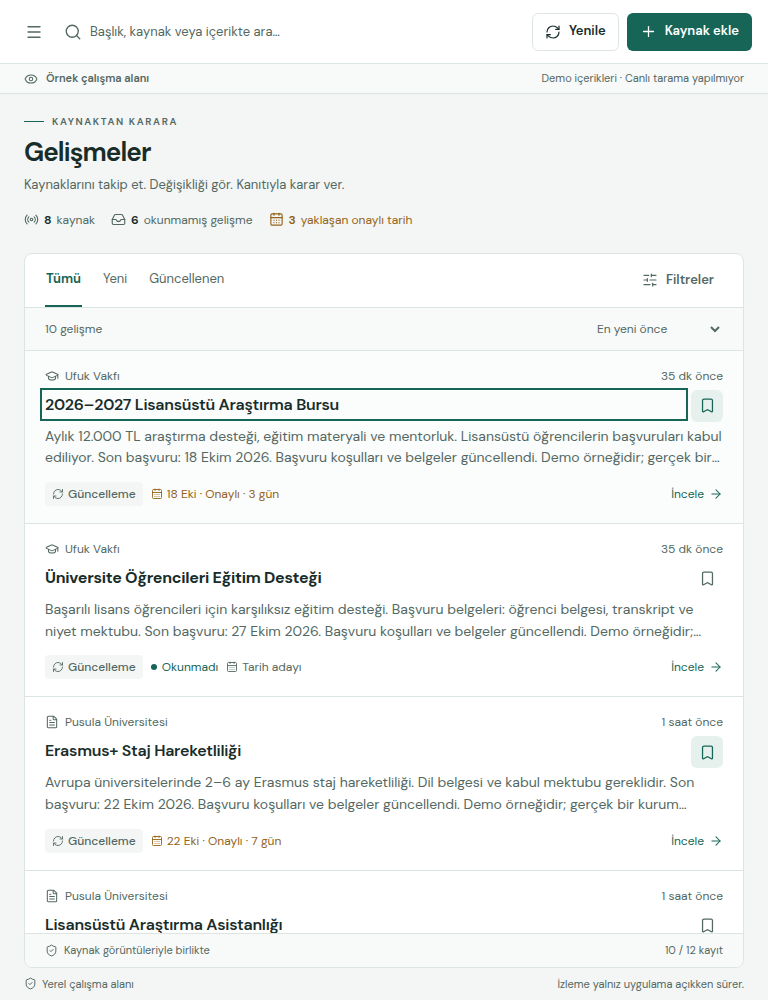 Başlık, kaynak veya içerikte ara...
Yenile
Kaynak ekle
Örnek çalışma alanı
Demo içerikleri · Canlı tarama yapılmıyor
KAYNAKTAN KARARA
Gelişmeler
Kaynaklarını takip et. Değişikliği gör. Kanıtıyla karar ver.
8 kaynak
6 okunmamış gelişme
3 yaklaşan onaylı tarih
Tümü
Yeni
Güncellenen
Filtreler
10 gelişme
En yeni önce
Ufuk Vakfı
35 dk önce
2026–2027 Lisansüstü Araştırma Bursu
Aylık 12.000 TL araştırma desteği, eğitim materyali ve mentorluk. Lisansüstü öğrencilerin başvuruları kabul
ediliyor. Son başvuru: 18 Ekim 2026. Başvuru koşulları ve belgeler güncellendi. Demo örneğidir; gerçek bir...
Güncelleme
18 Eki · Onaylı · 3 gün
İncele
Ufuk Vakfı
35 dk önce
Üniversite Öğrencileri Eğitim Desteği
Başarılı lisans öğrencileri için karşılıksız eğitim desteği. Başvuru belgeleri: öğrenci belgesi, transkript ve
niyet mektubu. Son başvuru: 27 Ekim 2026. Başvuru koşulları ve belgeler güncellendi. Demo örneğidir;...
Güncelleme
Okunmadı
Tarih adayı
İncele
Pusula Üniversitesi
1 saat önce
Erasmus+ Staj Hareketliliği
Avrupa üniversitelerinde 2–6 ay Erasmus staj hareketliliği. Dil belgesi ve kabul mektubu gereklidir. Son
başvuru: 22 Ekim 2026. Başvuru koşulları ve belgeler güncellendi. Demo örneğidir; gerçek bir kurum...
Güncelleme
22 Eki · Onaylı · 7 gün
İncele
Pusula Üniversitesi
1 saat önce
Lisansüstü Araştırma Asistanlığı
Kaynak görüntüleriyle birlikte
10 / 12 kayıt
Yerel çalışma alanı
İzleme yalnız uygulama açıkken sürer.